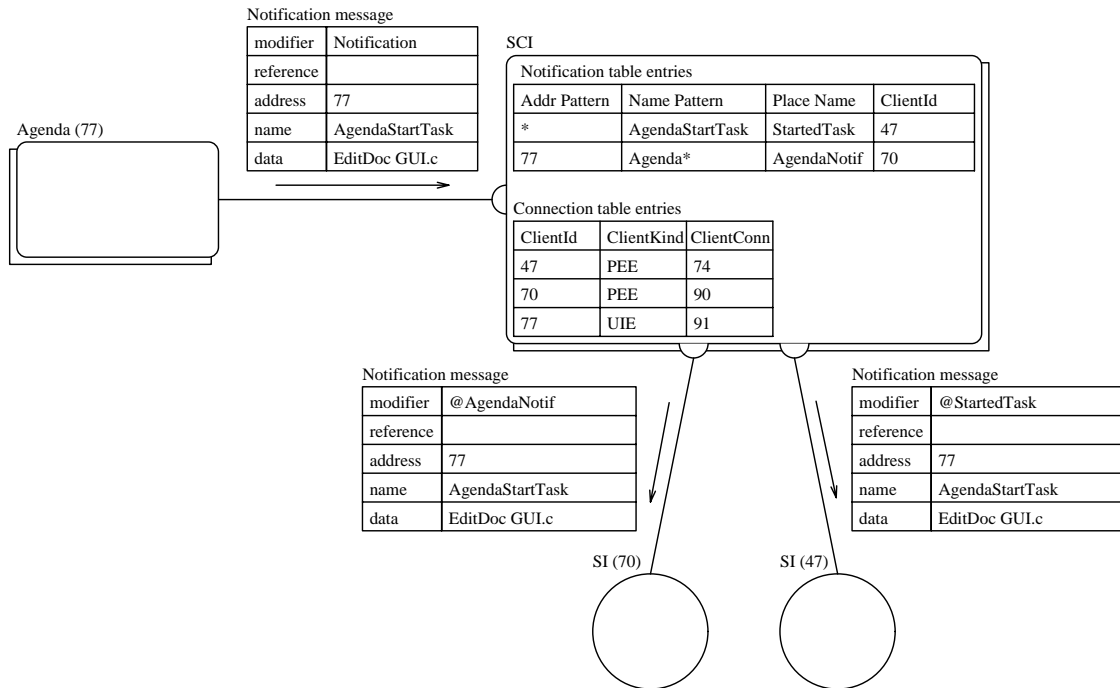 Notification message
modifier Notification
reference
address 77
name AgendaStartTask
data EditDoc GUI.c
Agenda (77)
SCI
Notification table entries
Addr Pattern Name Pattern Place Name ClientId
* AgendaStartTask StartedTask 47
77 Agenda* AgendaNotif 70
Connection table entries
ClientId ClientKind ClientConn
47 PEE 74
70 PEE 90
77 UIE 91
Notification message
modifier @AgendaNotif
reference
address 77
name AgendaStartTask
data EditDoc GUI.c
Notification message
modifier @StartedTask
reference
address 77
name AgendaStartTask
data EditDoc GUI.c
SI (70)
SI (47)